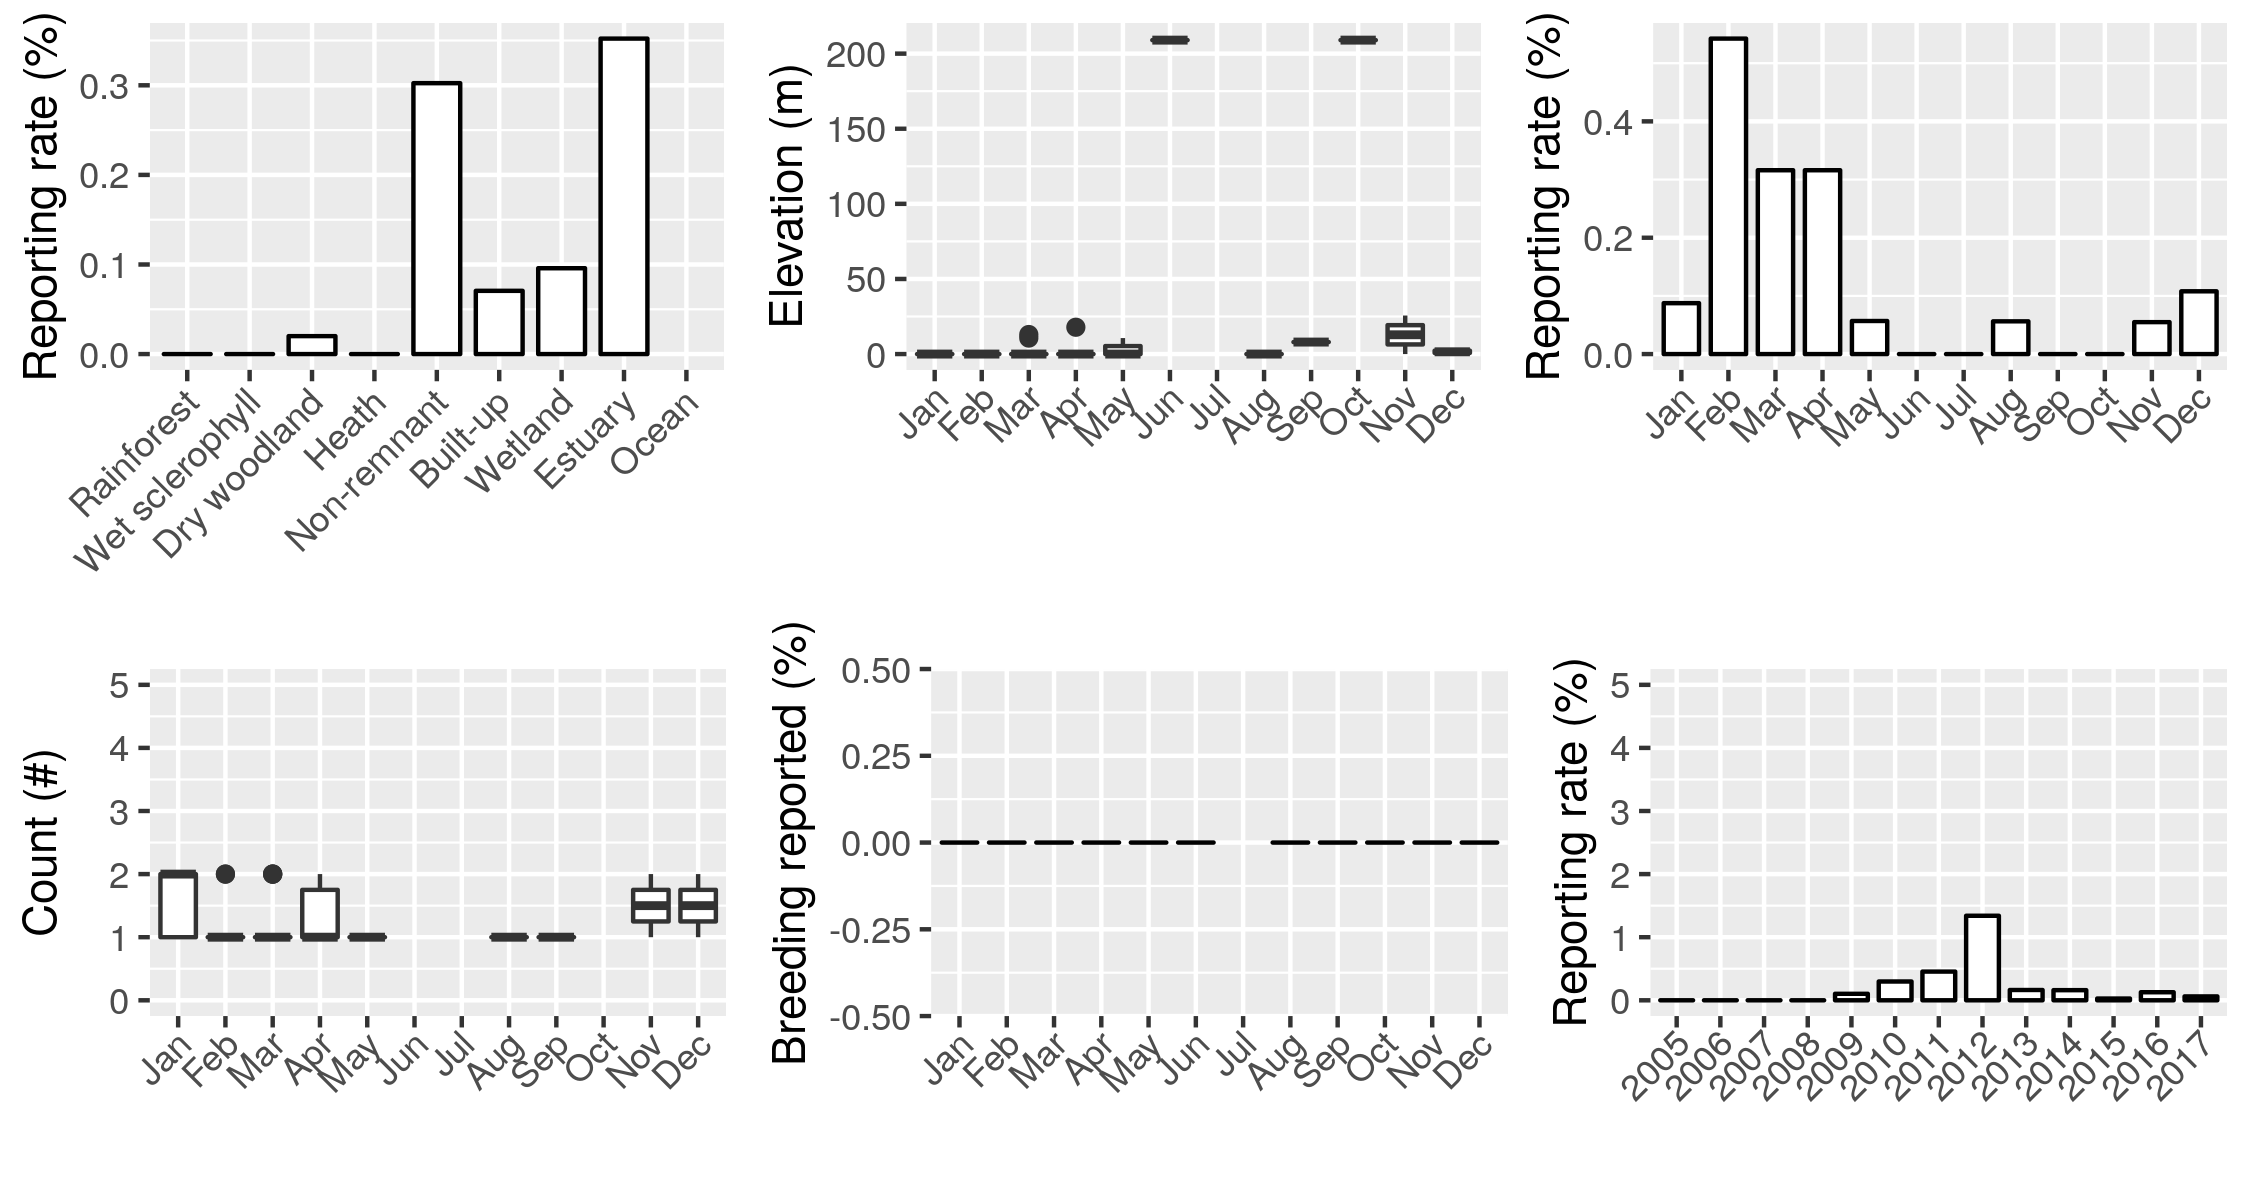 Reporting rate (%)
0.3
0.2
0.1
0.0
Rainforest
Wet sclerophyll
Dry woodland
Heath
Non-remnant
Built-up
Wetland
Estuary
Ocean
Elevation (m)
200
150
100
50
0
Jan
Feb
Mar
Apr
May
Jun
Jul
Aug
Sep
Oct
Nov
Dec
Reporting rate (%)
0.4
0.2
0.0
Jan
Feb
Mar
Apr
May
Jun
Jul
Aug
Sep
Oct
Nov
Dec
Count (#)
5
4
3
2
1
0
Jan
Feb
Mar
Apr
May
Jun
Jul
Aug
Sep
Oct
Nov
Dec
Breeding reported (%)
0.50
0.25
0.00
-0.25
-0.50
Jan
Feb
Mar
Apr
May
Jun
Jul
Aug
Sep
Oct
Nov
Dec
Reporting rate (%)
5
4
3
2
1
0
2005
2006
2007
2008
2009
2010
2011
2012
2013
2014
2015
2016
2017